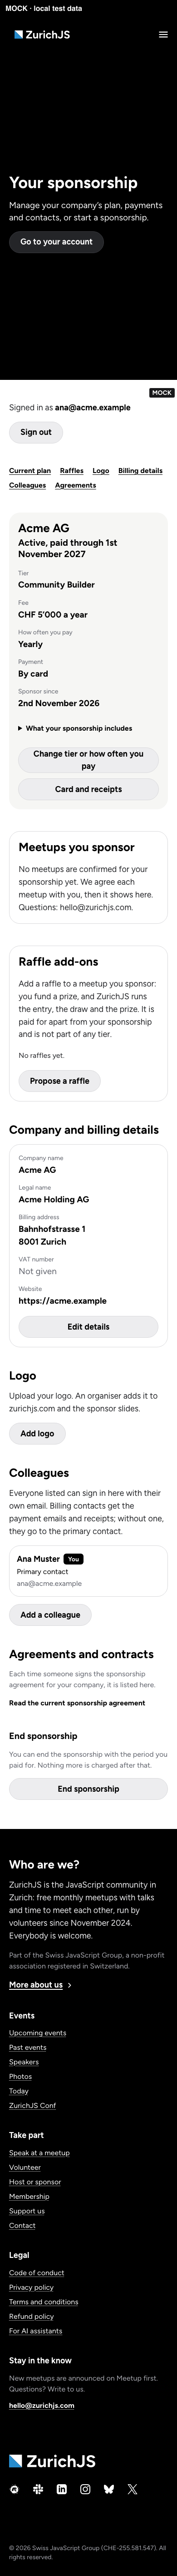 MOCK · local test data
ZurichJS
Your sponsorship
Manage your company’s plan, payments
and contacts, or start a sponsorship.
Go to your account
MOCK
Signed in as ana@acme.example
Sign out
Current plan Raffles Logo Billing details
Colleagues Agreements
Acme AG
Active, paid through 1st
November 2027
Tier
Community Builder
Fee
CHF 5’000 a year
How often you pay
Yearly
Payment
By card
Sponsor since
2nd November 2026
What your sponsorship includes
Change tier or how often you
pay
Card and receipts
Meetups you sponsor
No meetups are confirmed for your
sponsorship yet. We agree each
meetup with you, then it shows here.
Questions: hello@zurichjs.com.
Raffle add-ons
Add a raffle to a meetup you sponsor:
you fund a prize, and ZurichJS runs
the entry, the draw and the prize. It is
paid for apart from your sponsorship
and is not part of any tier.
No raffles yet.
Propose a raffle
Company and billing details
Company name
Acme AG
Legal name
Acme Holding AG
Billing address
Bahnhofstrasse 1
8001 Zurich
VAT number
Not given
Website
https://acme.example
Edit details
Logo
Upload your logo. An organiser adds it to
zurichjs.com and the sponsor slides.
Add logo
Colleagues
Everyone listed can sign in here with their
own email. Billing contacts get the
payment emails and receipts; without one,
they go to the primary contact.
Ana Muster You
Primary contact
ana@acme.example
Add a colleague
Agreements and contracts
Each time someone signs the sponsorship
agreement for your company, it is listed here.
Read the current sponsorship agreement
End sponsorship
You can end the sponsorship with the period you
paid for. Nothing more is charged after that.
End sponsorship
Who are we?
ZurichJS is the JavaScript community in
Zurich: free monthly meetups with talks
and time to meet each other, run by
volunteers since November 2024.
Everybody is welcome.
Part of the Swiss JavaScript Group, a non-profit
association registered in Switzerland.
More about us
Events
Upcoming events
Past events
Speakers
Photos
Today
ZurichJS Conf
Take part
Speak at a meetup
Volunteer
Host or sponsor
Membership
Support us
Contact
Legal
Code of conduct
Privacy policy
Terms and conditions
Refund policy
For AI assistants
Stay in the know
New meetups are announced on Meetup first.
Questions? Write to us.
hello@zurichjs.com
ZurichJS
© 2026 Swiss JavaScript Group (CHE-255.581.547). All
rights reserved.